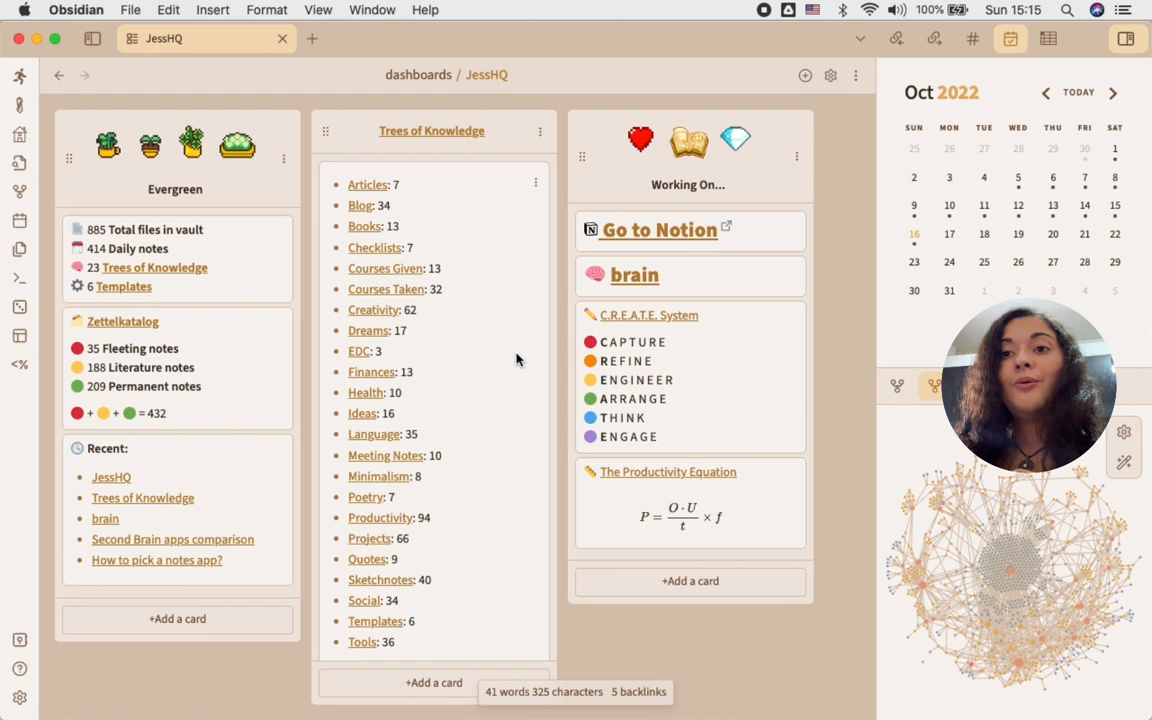 Obsidian File Edit Insert Format View Window Help
100% Sun 15:15
JessHQ
dashboards / JessHQ
Evergreen
885 Total files in vault
414 Daily notes
23 Trees of Knowledge
6 Templates
Zettelkatalog
35 Fleeting notes
188 Literature notes
209 Permanent notes
+ + = 432
Recent:
JessHQ
Trees of Knowledge
brain
Second Brain apps comparison
How to pick a notes app?
+Add a card
Trees of Knowledge
Articles: 7
Blog: 34
Books: 13
Checklists: 7
Courses Given: 13
Courses Taken: 32
Creativity: 62
Dreams: 17
EDC: 3
Finances: 13
Health: 10
Ideas: 16
Language: 35
Meeting Notes: 10
Minimalism: 8
Poetry: 7
Productivity: 94
Projects: 66
Quotes: 9
Sketchnotes: 40
Social: 34
Templates: 6
Tools: 36
+Add a card
Working On...
Go to Notion
brain
C.R.E.A.T.E. System
CAPTURE
REFINE
ENGINEER
ARRANGE
THINK
ENGAGE
The Productivity Equation
P = O · U / t × f
+Add a card
41 words 325 characters 5 backlinks
Oct 2022
TODAY
SUN MON TUE WED THU FRI SAT
25 26 27 28 29 30 1
2 3 4 5 6 7 8
9 10 11 12 13 14 15
16 17 18 19 20 21 22
23 24 25 26 27 28 29
30 31 1 2 3 4 5